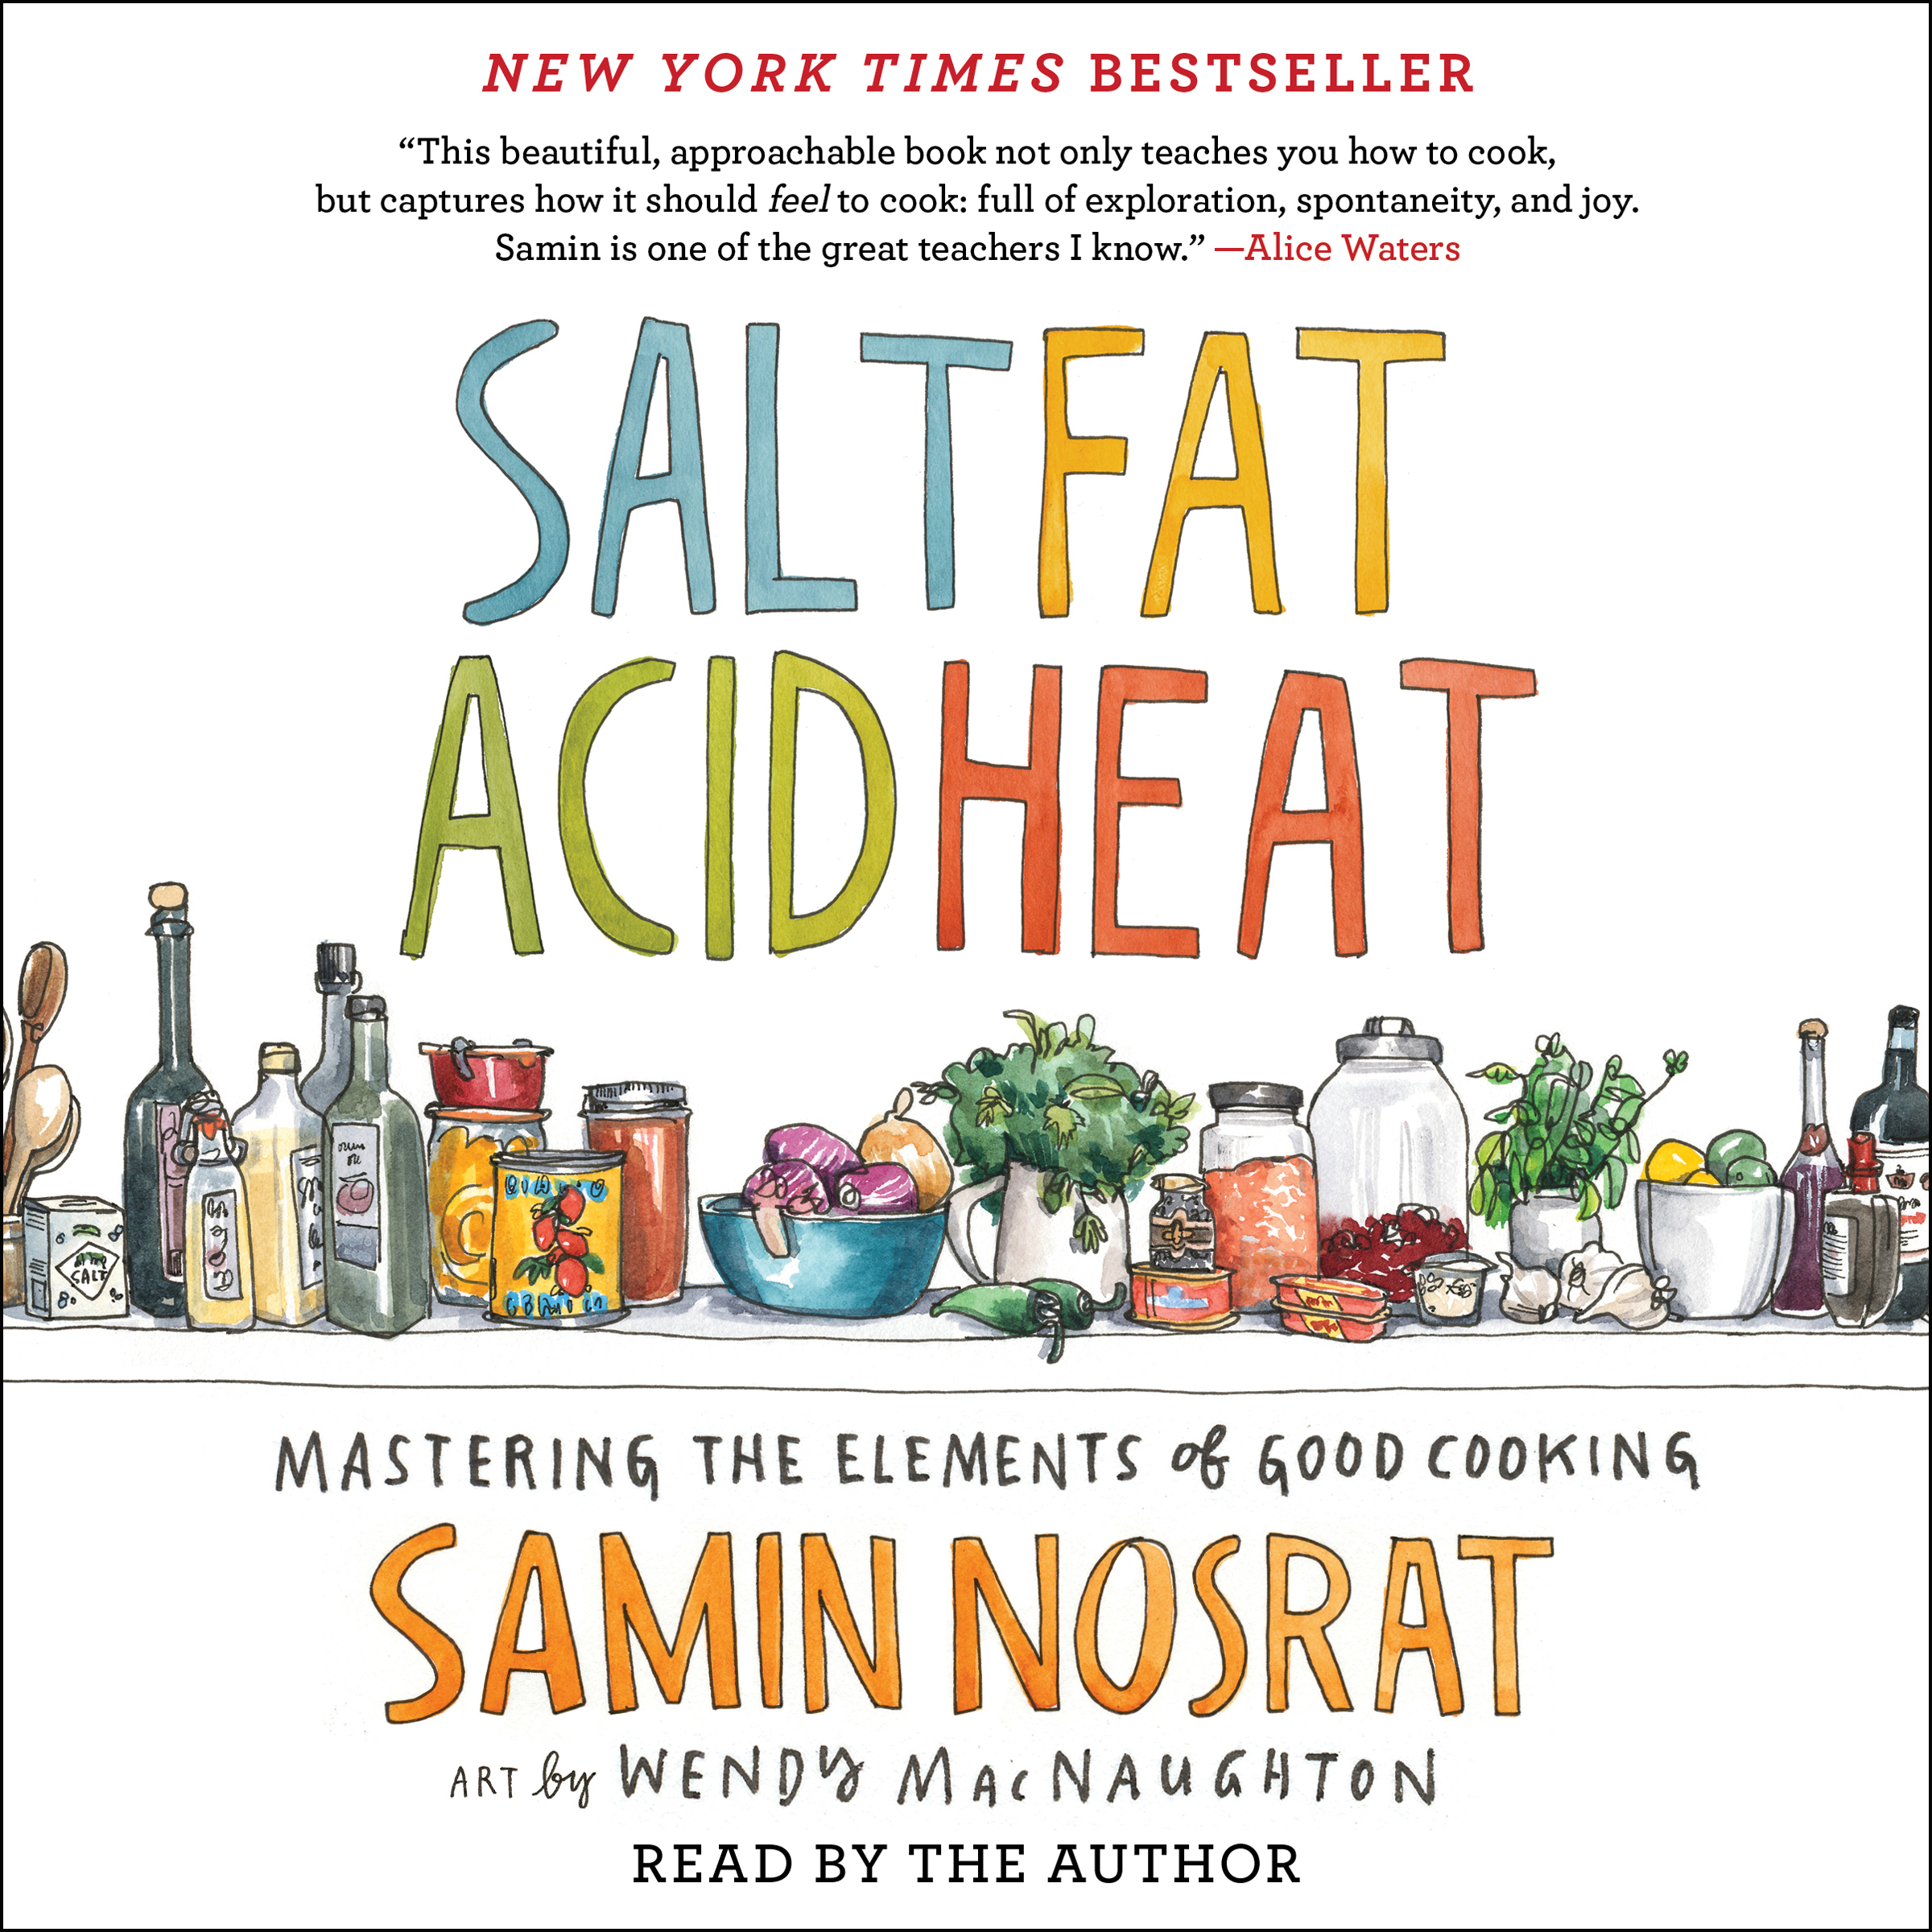 NEW YORK TIMES BESTSELLER
“This beautiful, approachable book not only teaches you how to cook,
but captures how it should feel to cook: full of exploration, spontaneity, and joy.
Samin is one of the great teachers I know.” —Alice Waters
SALT FAT
ACID HEAT
SALT
MASTERING THE ELEMENTS of GOOD COOKING
SAMIN NOSRAT
ART by WENDY MACNAUGHTON
READ BY THE AUTHOR